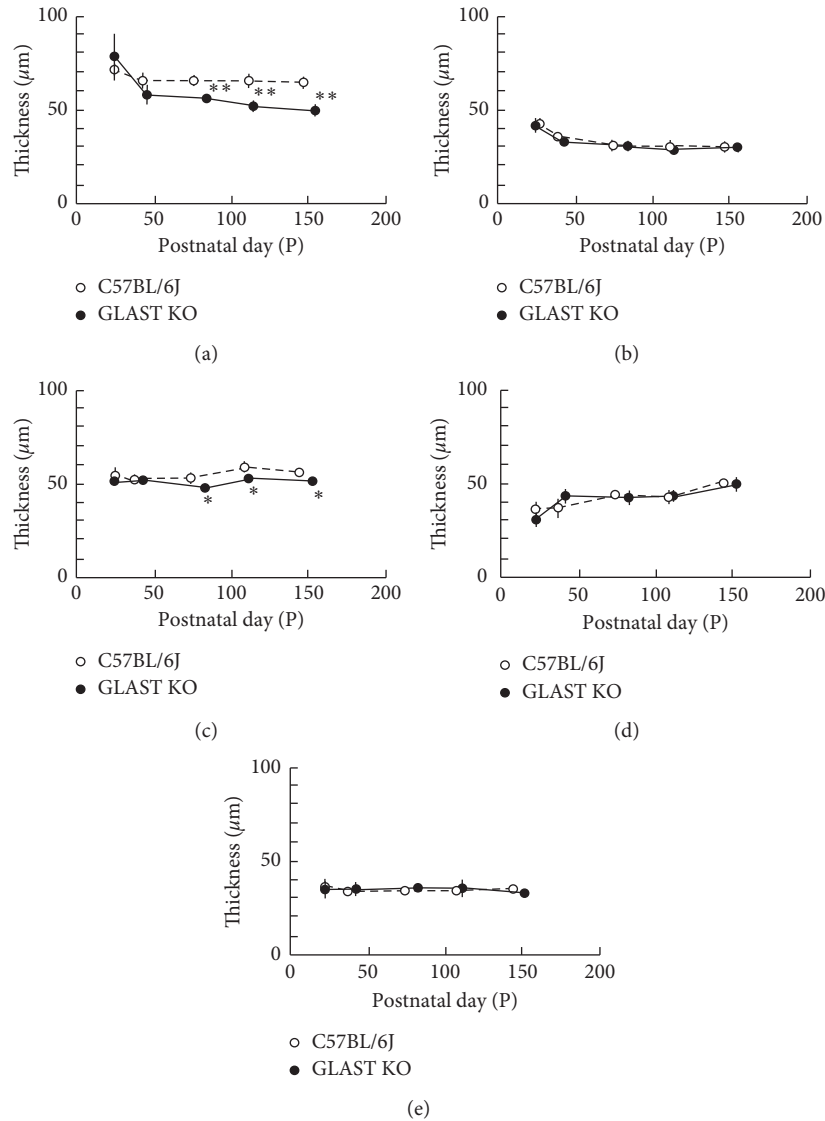 100
50
0
Thickness (μm)
**
**
**
0 50 100 150 200
Postnatal day (P)
C57BL/6J
GLAST KO
(a)
100
50
0
Thickness (μm)
0 50 100 150 200
Postnatal day (P)
C57BL/6J
GLAST KO
(b)
100
50
0
Thickness (μm)
*
*
*
0 50 100 150 200
Postnatal day (P)
C57BL/6J
GLAST KO
(c)
100
50
0
Thickness (μm)
0 50 100 150 200
Postnatal day (P)
C57BL/6J
GLAST KO
(d)
100
50
0
Thickness (μm)
0 50 100 150 200
Postnatal day (P)
C57BL/6J
GLAST KO
(e)